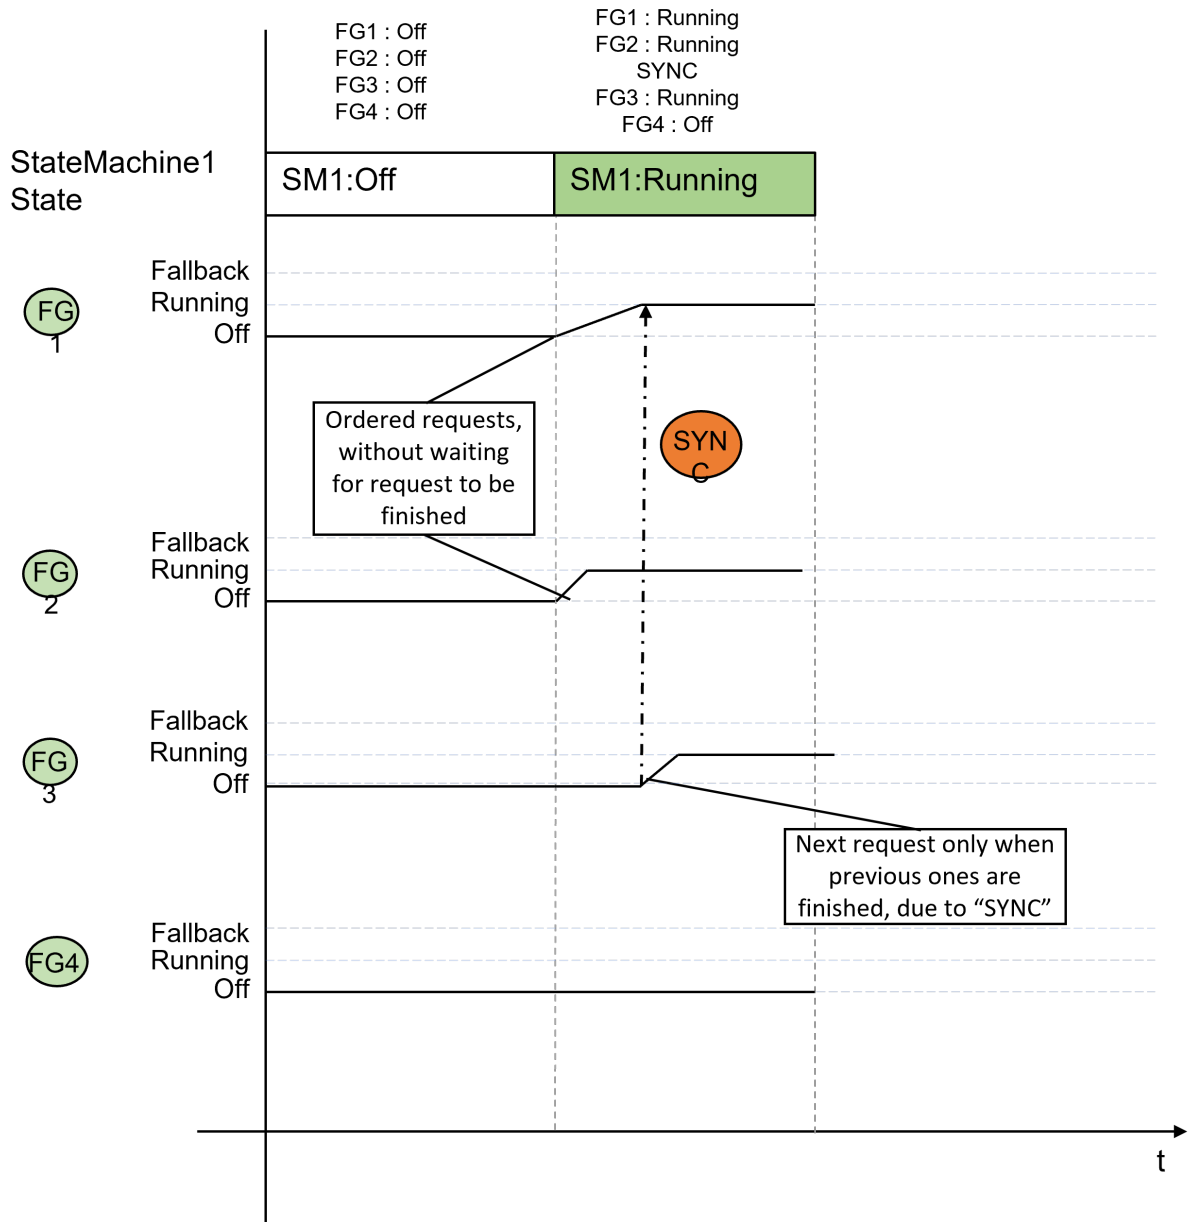 FG1 : Off
FG2 : Off
FG3 : Off
FG4 : Off
FG1 : Running
FG2 : Running
SYNC
FG3 : Running
FG4 : Off
StateMachine1
State
SM1:Off
SM1:Running
Fallback
Running
Off
FG
1
Ordered requests,
without waiting
for request to be
finished
SYN
C
Fallback
Running
Off
FG
2
Fallback
Running
Off
FG
3
Next request only when
previous ones are
finished, due to “SYNC”
Fallback
Running
Off
FG4
t